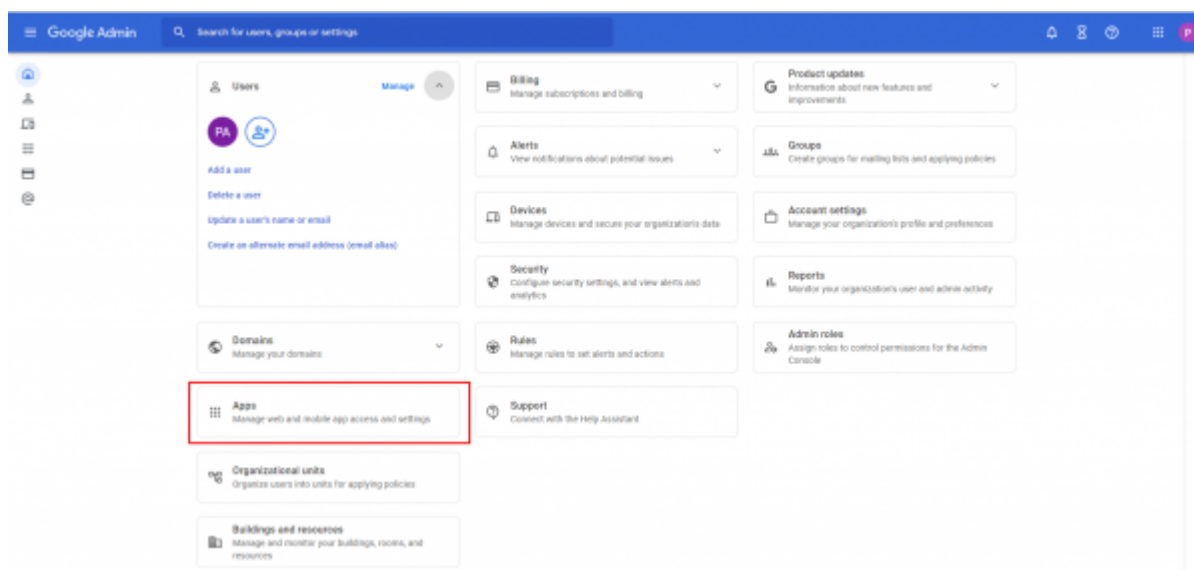 Google Admin
Search for users, groups or settings
P
Users
Manage
PA
Add a user
Delete a user
Update a user's name or email
Create an alternate email address (email alias)
Billing
Manage subscriptions and billing
Product updates
Information about new features and
improvements
Alerts
View notifications about potential issues
Groups
Create groups for mailing lists and applying policies
Devices
Manage devices and secure your organization's data
Account settings
Manage your organization's profile and preferences
Security
Configure security settings, and view alerts and
analytics
Reports
Monitor your organization's user and admin activity
Domains
Manage your domains
Rules
Manage rules to set alerts and actions
Admin roles
Assign roles to control permissions for the Admin
Console
Apps
Manage web and mobile app access and settings
Support
Connect with the Help Assistant
Organizational units
Organize users into units for applying policies
Buildings and resources
Manage and monitor your buildings, rooms, and
resources